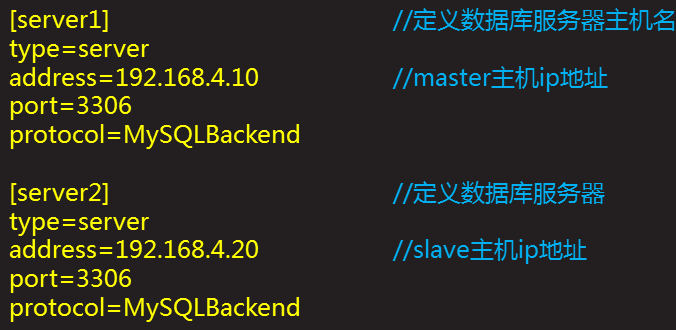 [server1] //定义数据库服务器主机名
type=server
address=192.168.4.10 //master主机ip地址
port=3306
protocol=MySQLBackend
[server2] //定义数据库服务器
type=server
address=192.168.4.20 //slave主机ip地址
port=3306
protocol=MySQLBackend